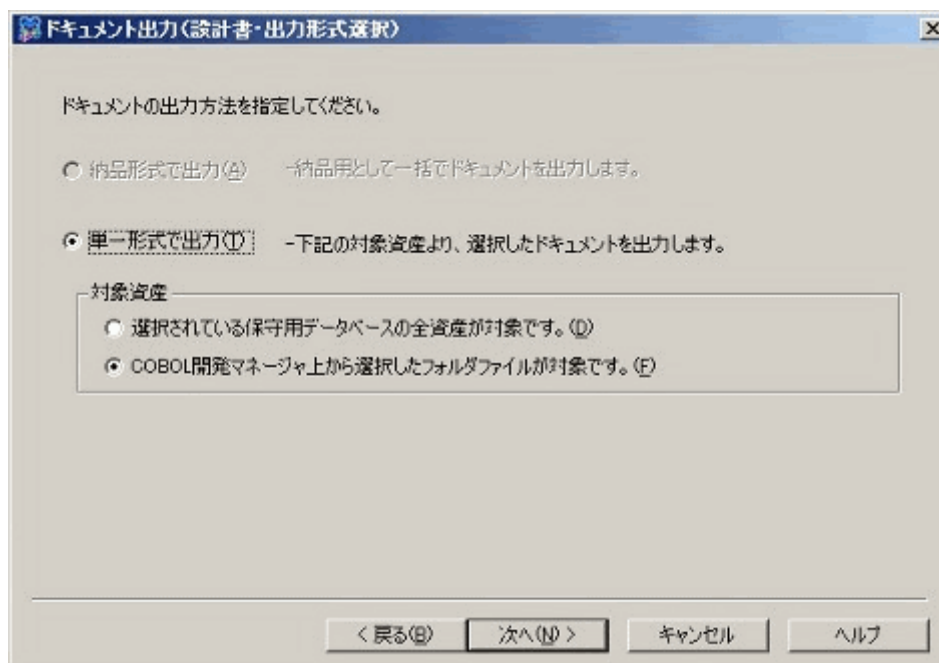 ドキュメント出力(設計書・出力形式選択)
ドキュメントの出力方法を指定してください。
納品形式で出力(A) -納品用として一括でドキュメントを出力します。
単一形式で出力(T) -下記の対象資産より、選択したドキュメントを出力します。
対象資産
選択されている保守用データベースの全資産が対象です。(D)
COBOL開発マネージャ上から選択したフォルダファイルが対象です。(F)
< 戻る(B) 次へ(N) > キャンセル ヘルプ